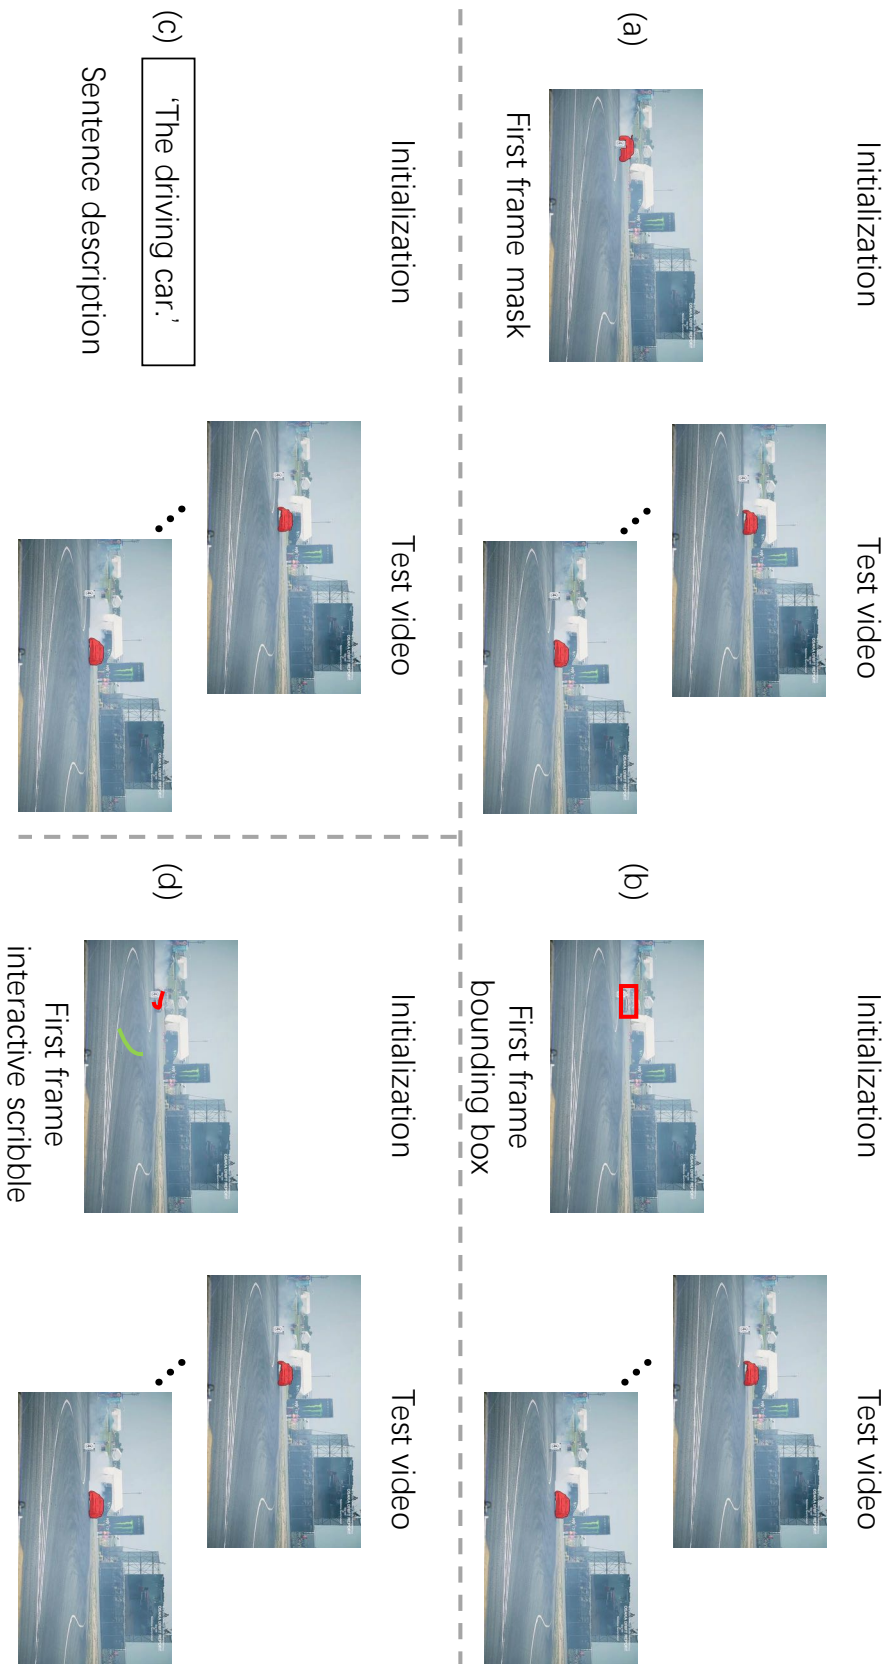 Initialization
Test video
(a)
First frame mask
Initialization
Test video
(b)
First frame
bounding box
Initialization
Test video
(c)
‘The driving car.’
Sentence description
Initialization
Test video
(d)
First frame
interactive scribble